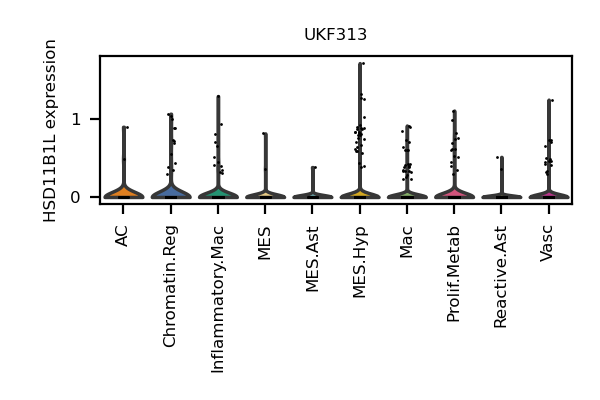 UKF313
HSD11B1L expression
1
0
AC
Chromatin.Reg
Inflammatory.Mac
MES
MES.Ast
MES.Hyp
Mac
Prolif.Metab
Reactive.Ast
Vasc